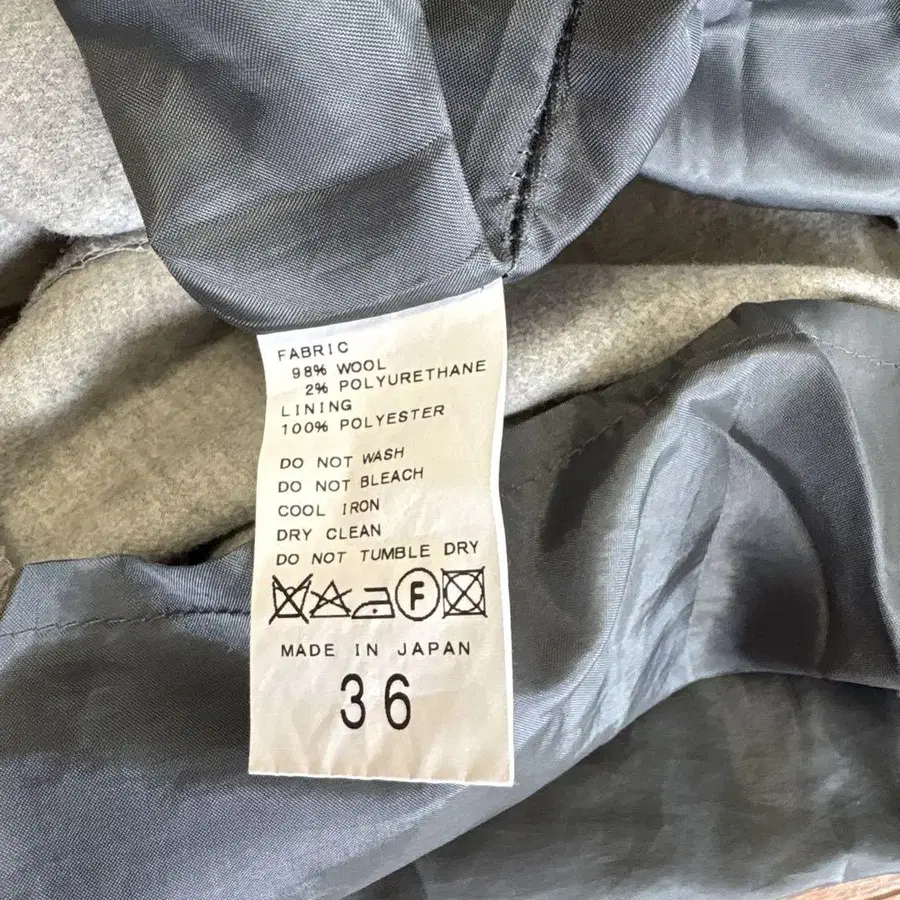 FABRIC
98% WOOL
2% POLYURETHANE
LINING
100% POLYESTER
DO NOT WASH
DO NOT BLEACH
COOL IRON
DRY CLEAN
DO NOT TUMBLE DRY
F
MADE IN JAPAN
36